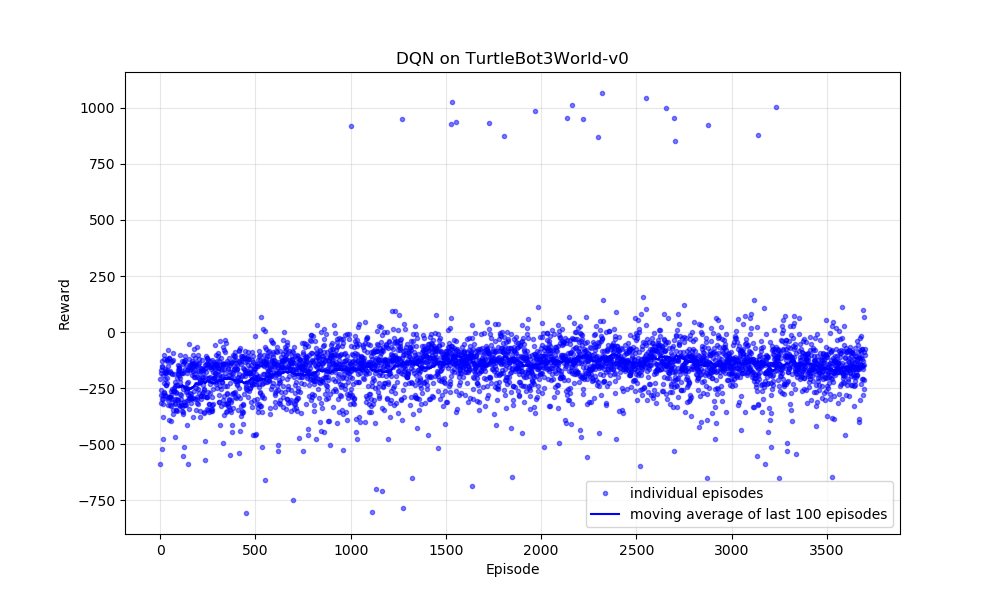 DQN on TurtleBot3World-v0
1000
750
500
250
0
−250
−500
−750
Reward
0 500 1000 1500 2000 2500 3000 3500
Episode
individual episodes
moving average of last 100 episodes